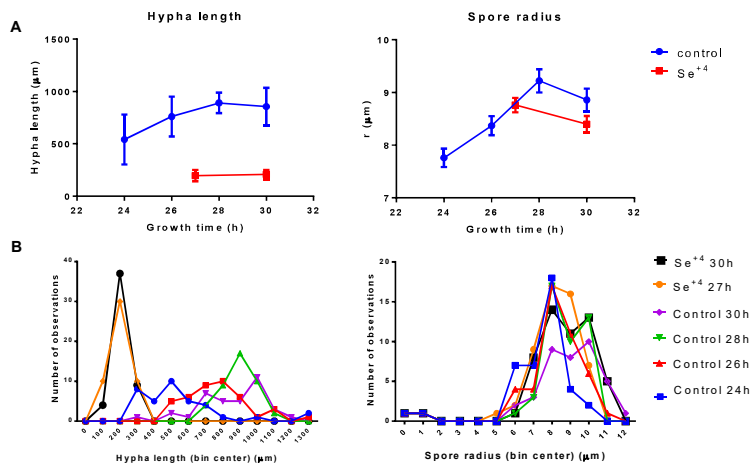 Hypha length
Spore radius
A
1500
1000
500
0
22
24
26
28
30
32
Hypha length (μm)
Growth time (h)
10
9
8
7
22
24
26
28
30
32
r (μm)
Growth time (h)
control
Se+4
B
40
30
20
10
0
Number of observations
0
100
200
300
400
500
600
700
800
900
1000
1100
1200
1300
Hypha length (bin center) (μm)
20
15
10
5
0
Number of observations
0
1
2
3
4
5
6
7
8
9
10
11
12
Spore radius (bin center) (μm)
Se+4 30h
Se+4 27h
Control 30h
Control 28h
Control 26h
Control 24h